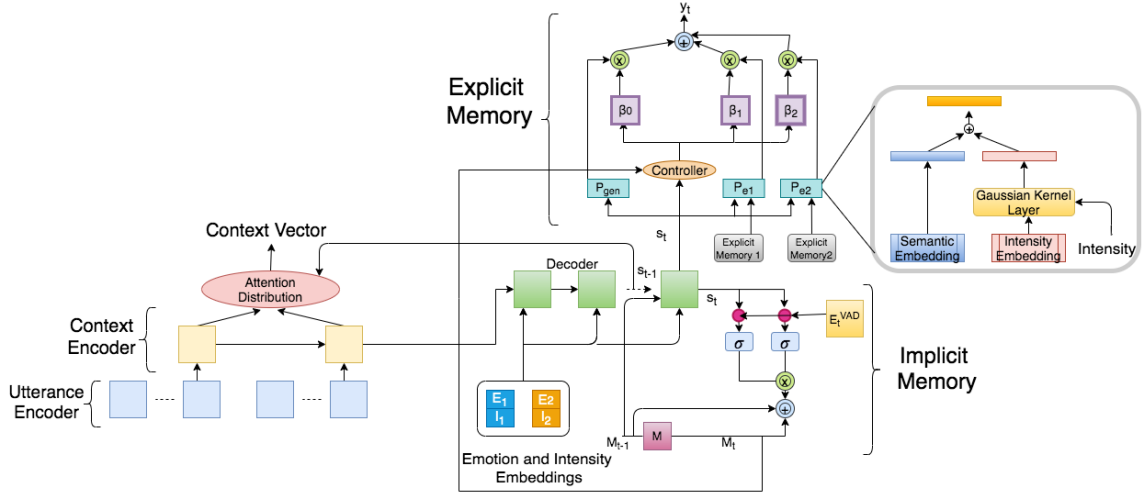 y_t
+
x
x
x
Explicit
Memory
β0
β1
β2
Controller
P_gen
P_e1
P_e2
s_t
Explicit
Memory 1
Explicit
Memory2
+
Gaussian Kernel
Layer
Semantic
Embedding
Intensity
Embedding
Intensity
Context Vector
Attention
Distribution
Decoder
s_t-1
s_t
E_t^VAD
σ
σ
x
+
Implicit
Memory
Context
Encoder
Utterance
Encoder
E1
I1
E2
I2
Emotion and Intensity
Embeddings
M_t-1
M
M_t